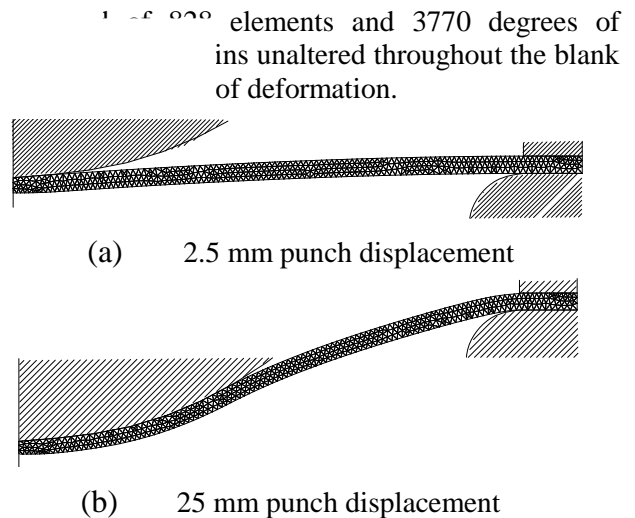 elements and 3770 degrees of
ins unaltered throughout the blank
of deformation.
(a) 2.5 mm punch displacement
(b) 25 mm punch displacement